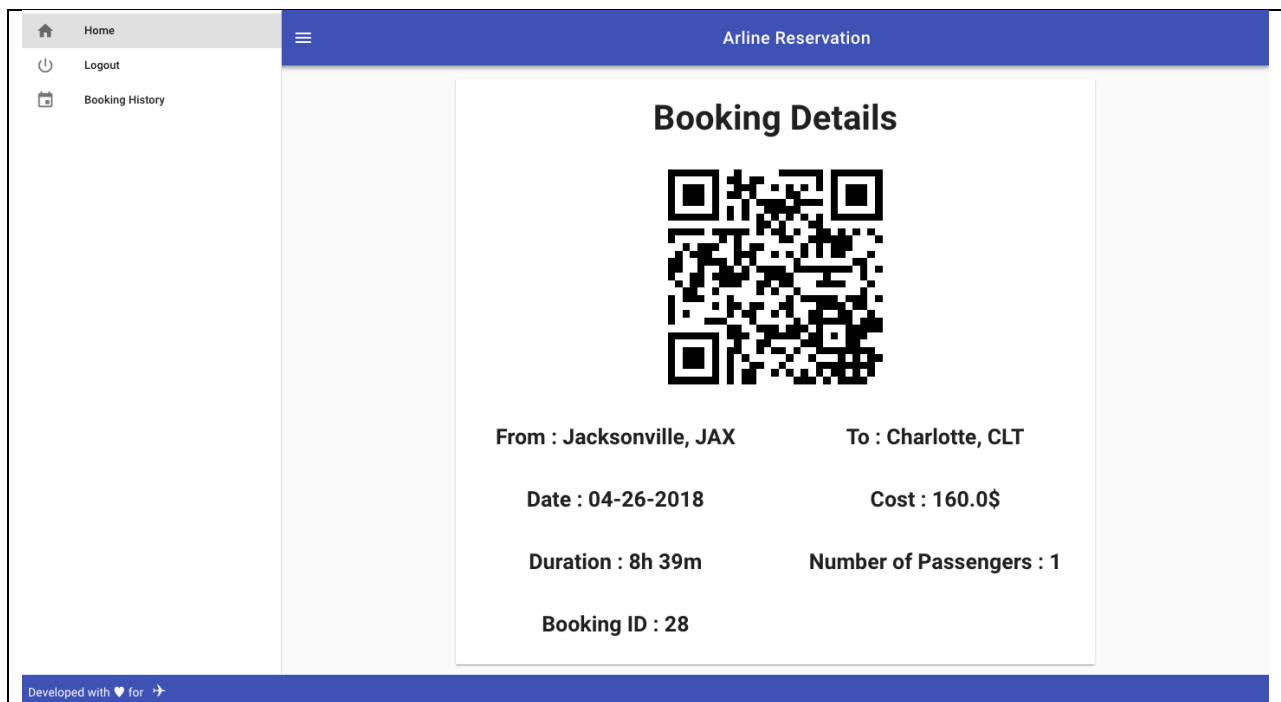 Home
Logout
Booking History
Arline Reservation
Booking Details
From : Jacksonville, JAX
To : Charlotte, CLT
Date : 04-26-2018
Cost : 160.0$
Duration : 8h 39m
Number of Passengers : 1
Booking ID : 28
Developed with ♥ for ✈